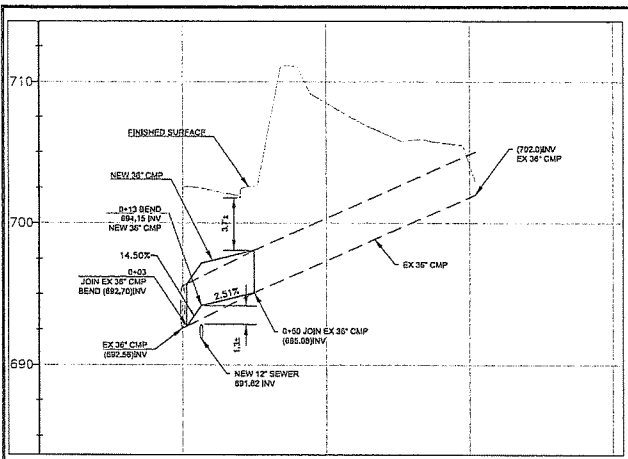 710
FINISHED SURFACE
(702.0)INV
EX 36" CMP
NEW 36" CMP
0+13 BEND
694.15 INV
NEW 36" CMP
700
3.7±
14.50%
0+03
JOIN EX 36" CMP
BEND (692.70)INV
2.51%
EX 36" CMP
0+50 JOIN EX 36" CMP
(695.08)INV
EX 36" CMP
(692.56)INV
1.3±
690
NEW 12" SEWER
691.62 INV